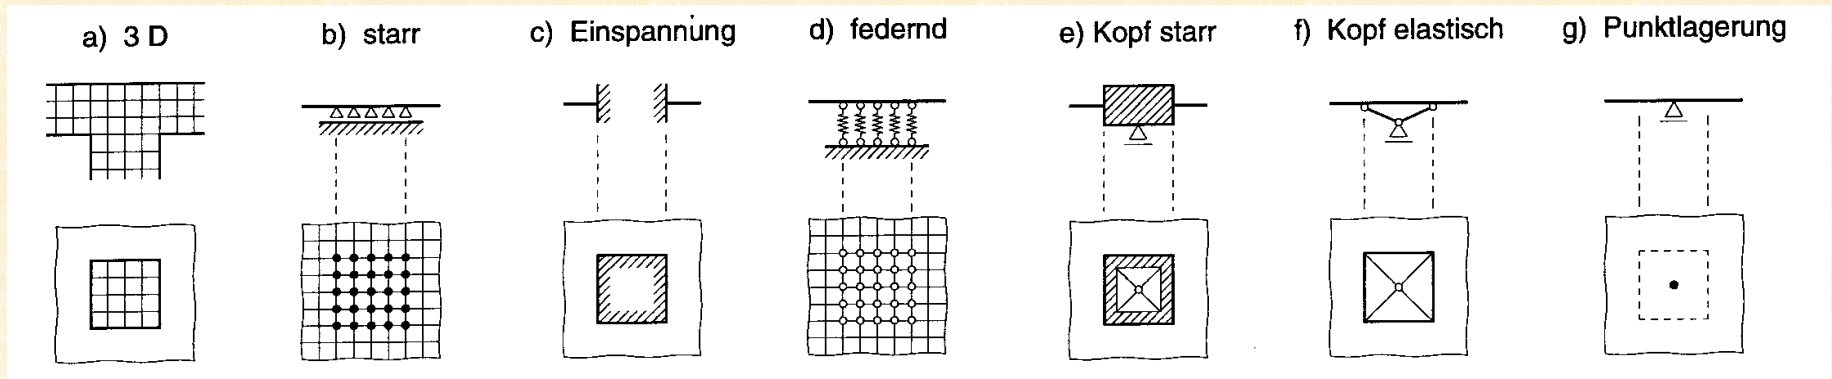 a) 3 D
b) starr
c) Einspannung
d) federnd
e) Kopf starr
f) Kopf elastisch
g) Punktlagerung